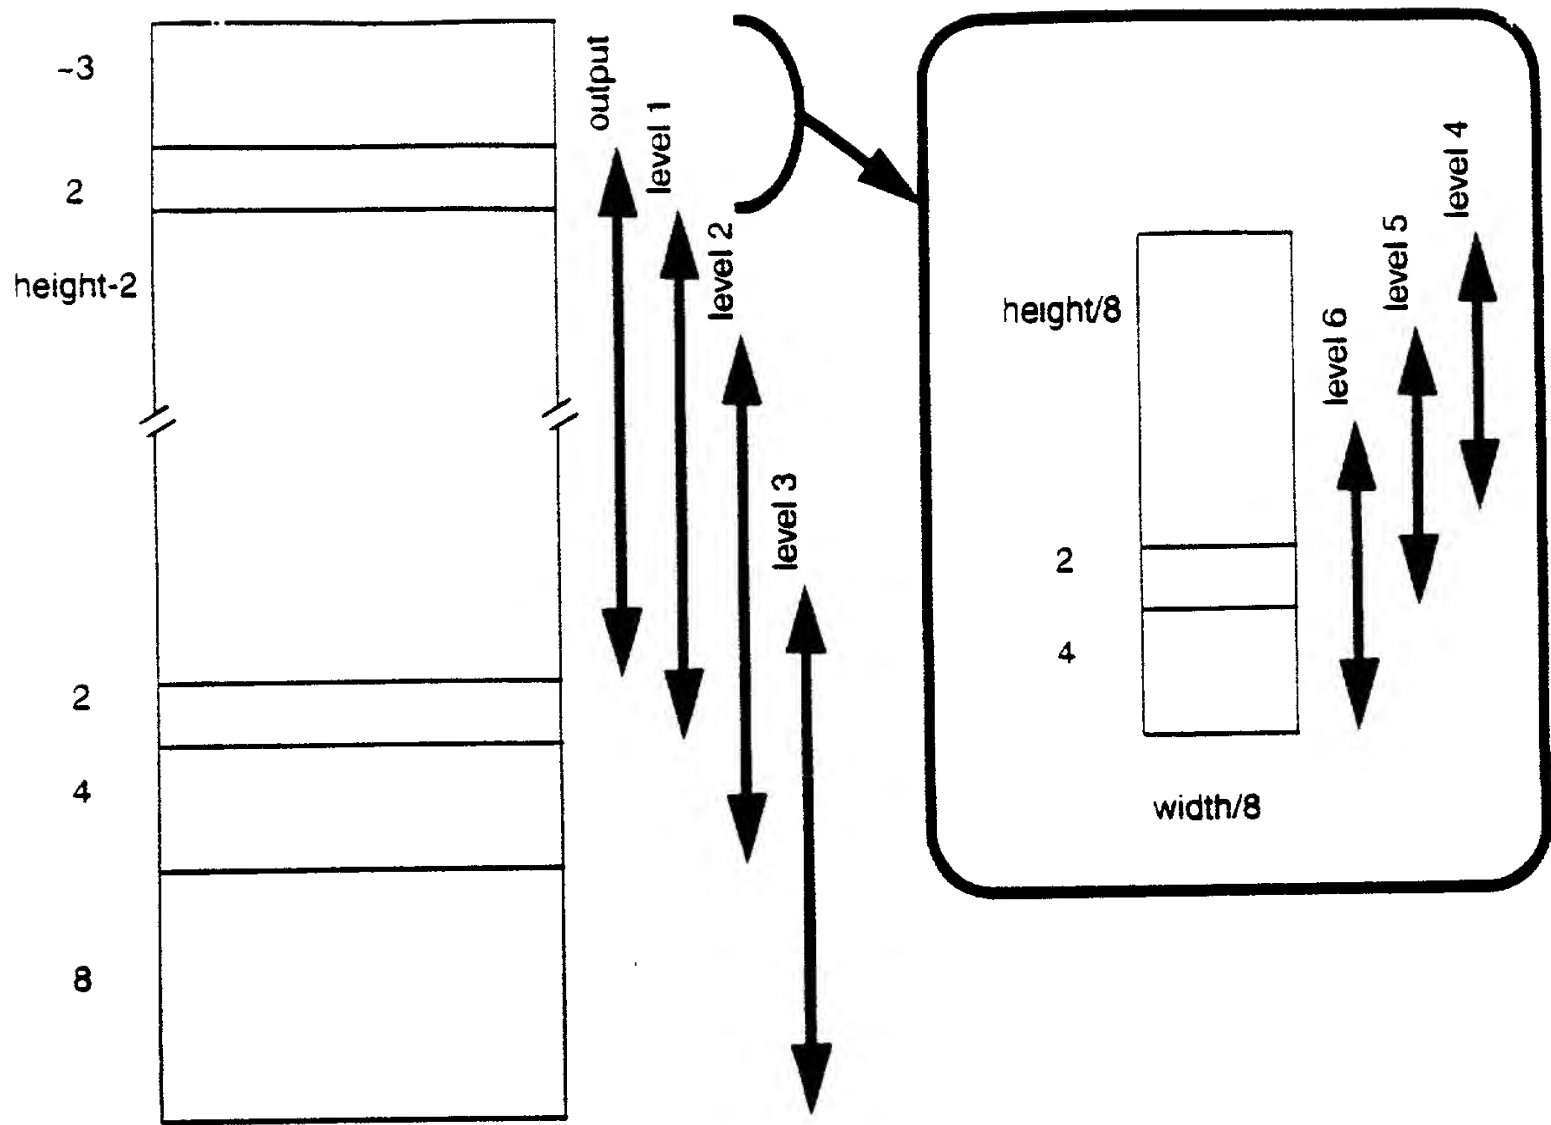 ~3
2
height-2
2
4
8
output
level 1
level 2
level 3
height/8
2
4
width/8
level 6
level 5
level 4